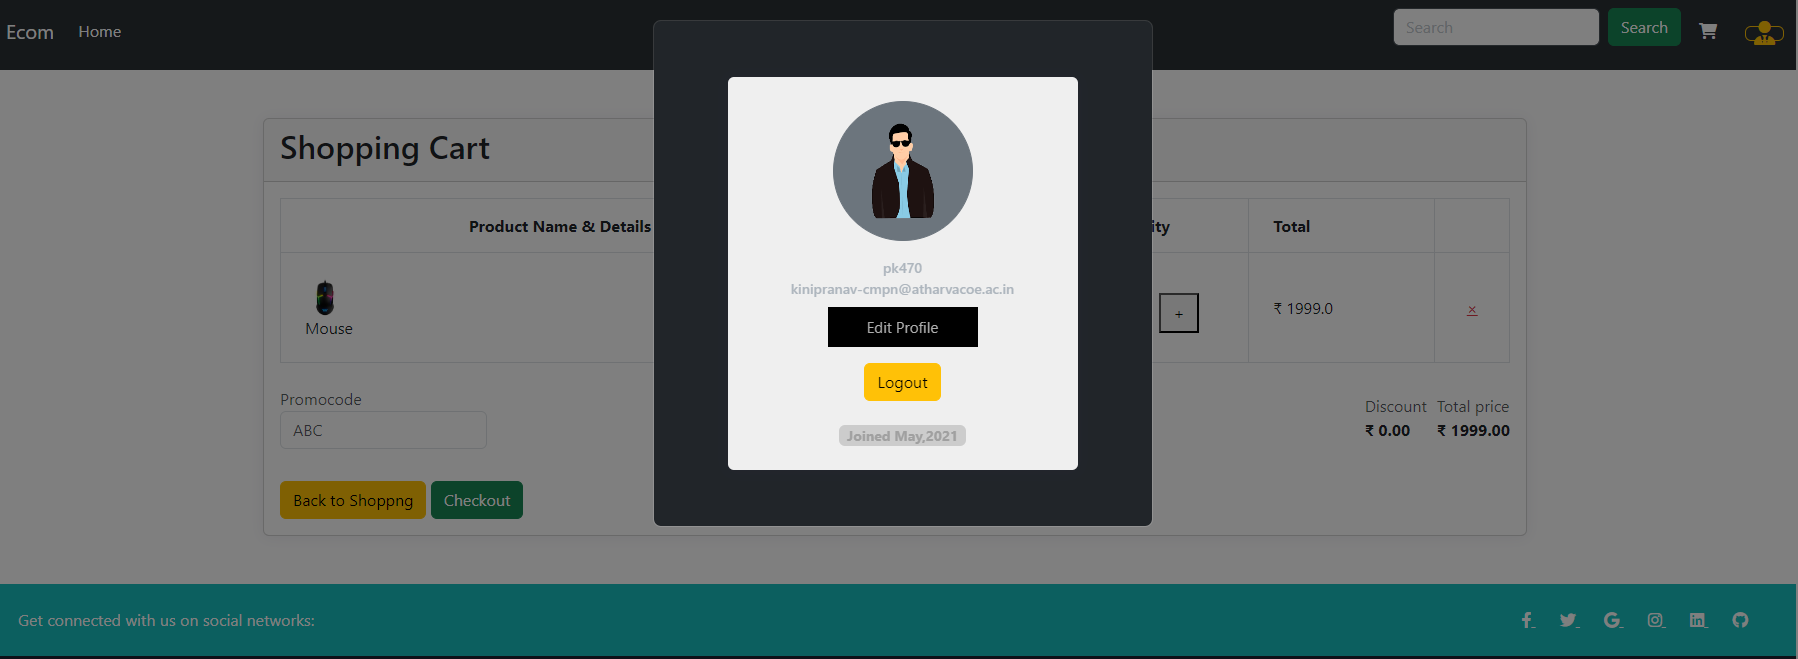 Ecom
Home
Search
Search
Shopping Cart
Product Name & Details
ity
Total
Mouse
+
₹ 1999.0
×
Promocode
ABC
Discount
Total price
₹ 0.00
₹ 1999.00
Back to Shoppng
Checkout
pk470
kinipranav-cmpn@atharvacoe.ac.in
Edit Profile
Logout
Joined May,2021
Get connected with us on social networks: